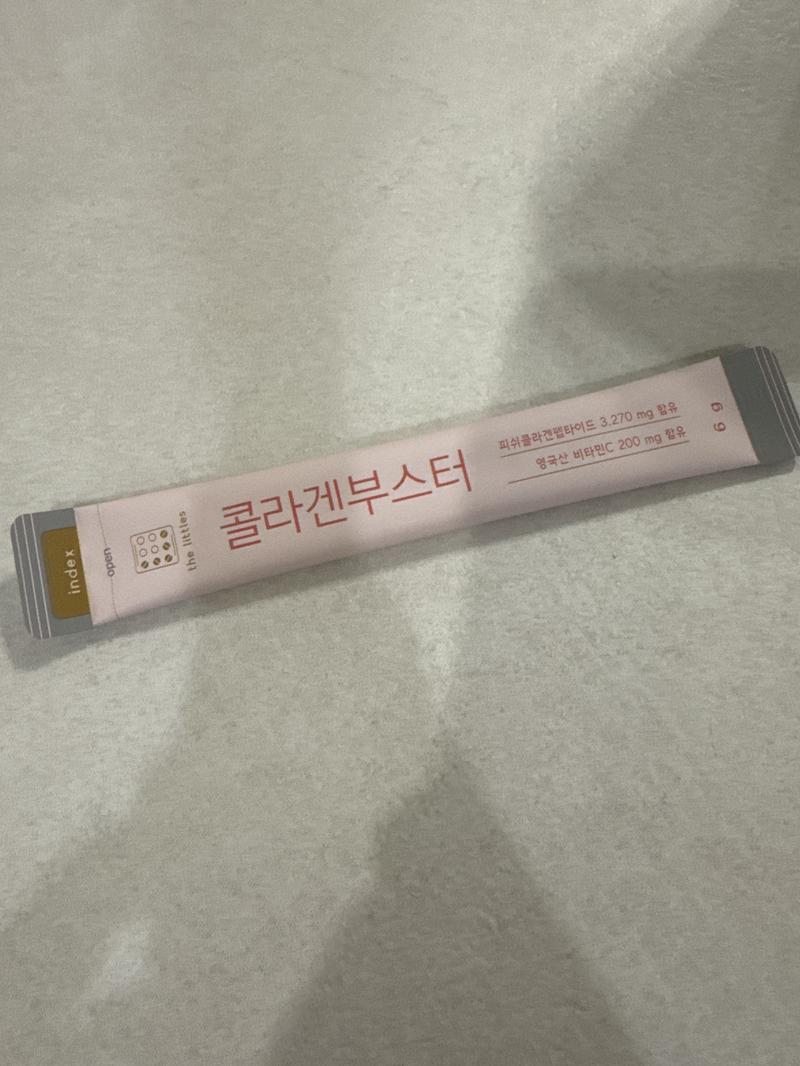 index
open
the littles
콜라겐부스터
피쉬콜라겐펩타이드 3,270 mg 함유
영국산 비타민C 200 mg 함유
6 g